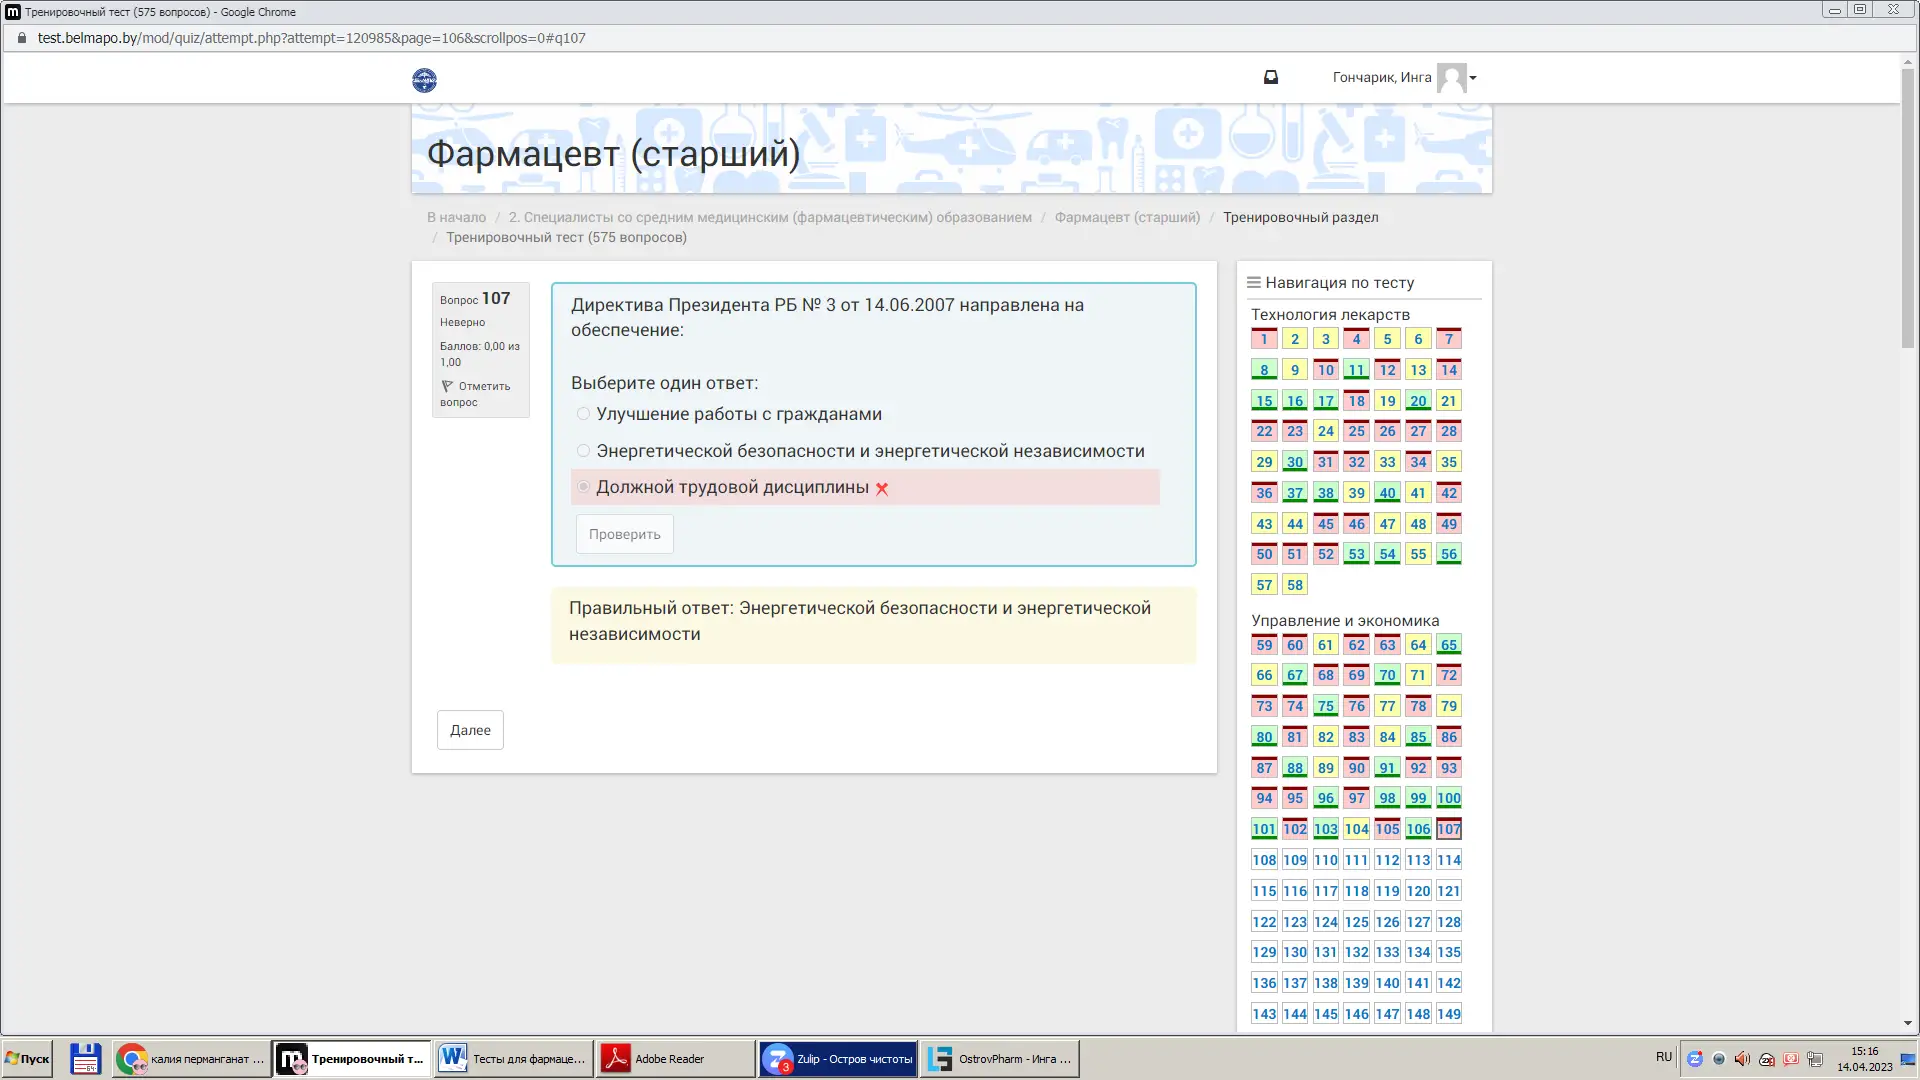 Тренировочный тест (575 вопросов) - Google Chrome
test.belmapo.by/mod/quiz/attempt.php?attempt=120985&page=106&scrollpos=0#q107
Гончарик, Инга
Фармацевт (старший)
В начало / 2. Специалисты со средним медицинским (фармацевтическим) образованием / Фармацевт (старший) / Тренировочный раздел
/ Тренировочный тест (575 вопросов)
Вопрос 107
Неверно
Баллов: 0,00 из
1,00
Отметить
вопрос
Директива Президента РБ № 3 от 14.06.2007 направлена на
обеспечение:
Выберите один ответ:
Улучшение работы с гражданами
Энергетической безопасности и энергетической независимости
Должной трудовой дисциплины
Проверить
Правильный ответ: Энергетической безопасности и энергетической
независимости
Далее
Навигация по тесту
Технология лекарств
1 2 3 4 5 6 7
8 9 10 11 12 13 14
15 16 17 18 19 20 21
22 23 24 25 26 27 28
29 30 31 32 33 34 35
36 37 38 39 40 41 42
43 44 45 46 47 48 49
50 51 52 53 54 55 56
57 58
Управление и экономика
59 60 61 62 63 64 65
66 67 68 69 70 71 72
73 74 75 76 77 78 79
80 81 82 83 84 85 86
87 88 89 90 91 92 93
94 95 96 97 98 99 100
101 102 103 104 105 106 107
108 109 110 111 112 113 114
115 116 117 118 119 120 121
122 123 124 125 126 127 128
129 130 131 132 133 134 135
136 137 138 139 140 141 142
143 144 145 146 147 148 149
Пуск
калия перманганат ...
Тренировочный т...
Тесты для фармаце...
Adobe Reader
3
Zulip - Остров чистоты
OstrovPharm - Инга ...
RU
15:16
14.04.2023